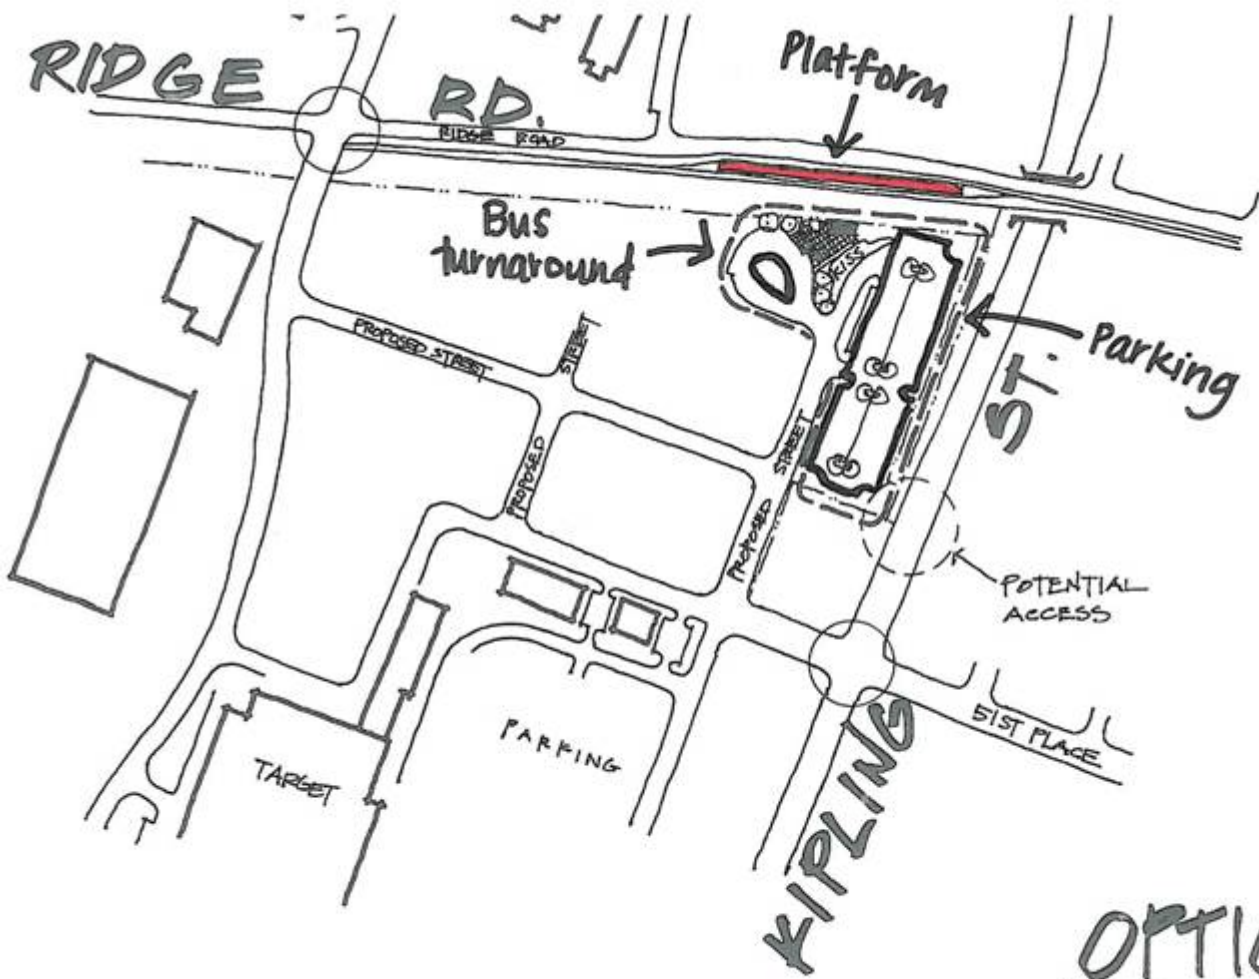 RIDGE RD.
RIDGE ROAD
Platform
Bus
turnaround
KISS
Parking
ST.
PROPOSED STREET
STREET
PROPOSED
STREET
PROPOSED
POTENTIAL
ACCESS
51ST PLACE
PARKING
TARGET
KIPLING